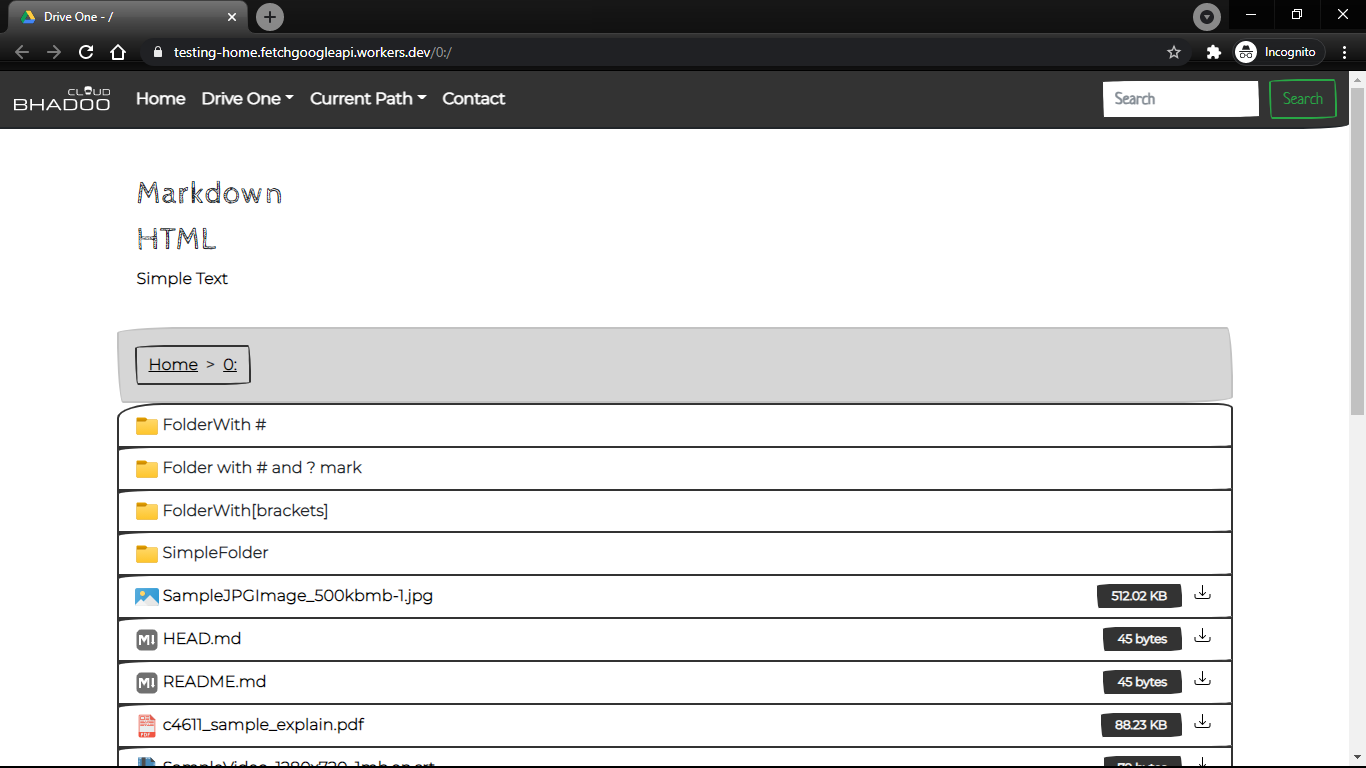 Drive One - /
testing-home.fetchgoogleapi.workers.dev/0:/
Incognito
CLOUD
BHADOO
Home Drive One Current Path Contact Search Search
Markdown
HTML
Simple Text
Home > 0:
FolderWith #
Folder with # and ? mark
FolderWith[brackets]
SimpleFolder
SampleJPGImage_500kbmb-1.jpg 512.02 KB
HEAD.md 45 bytes
README.md 45 bytes
c4611_sample_explain.pdf 88.23 KB